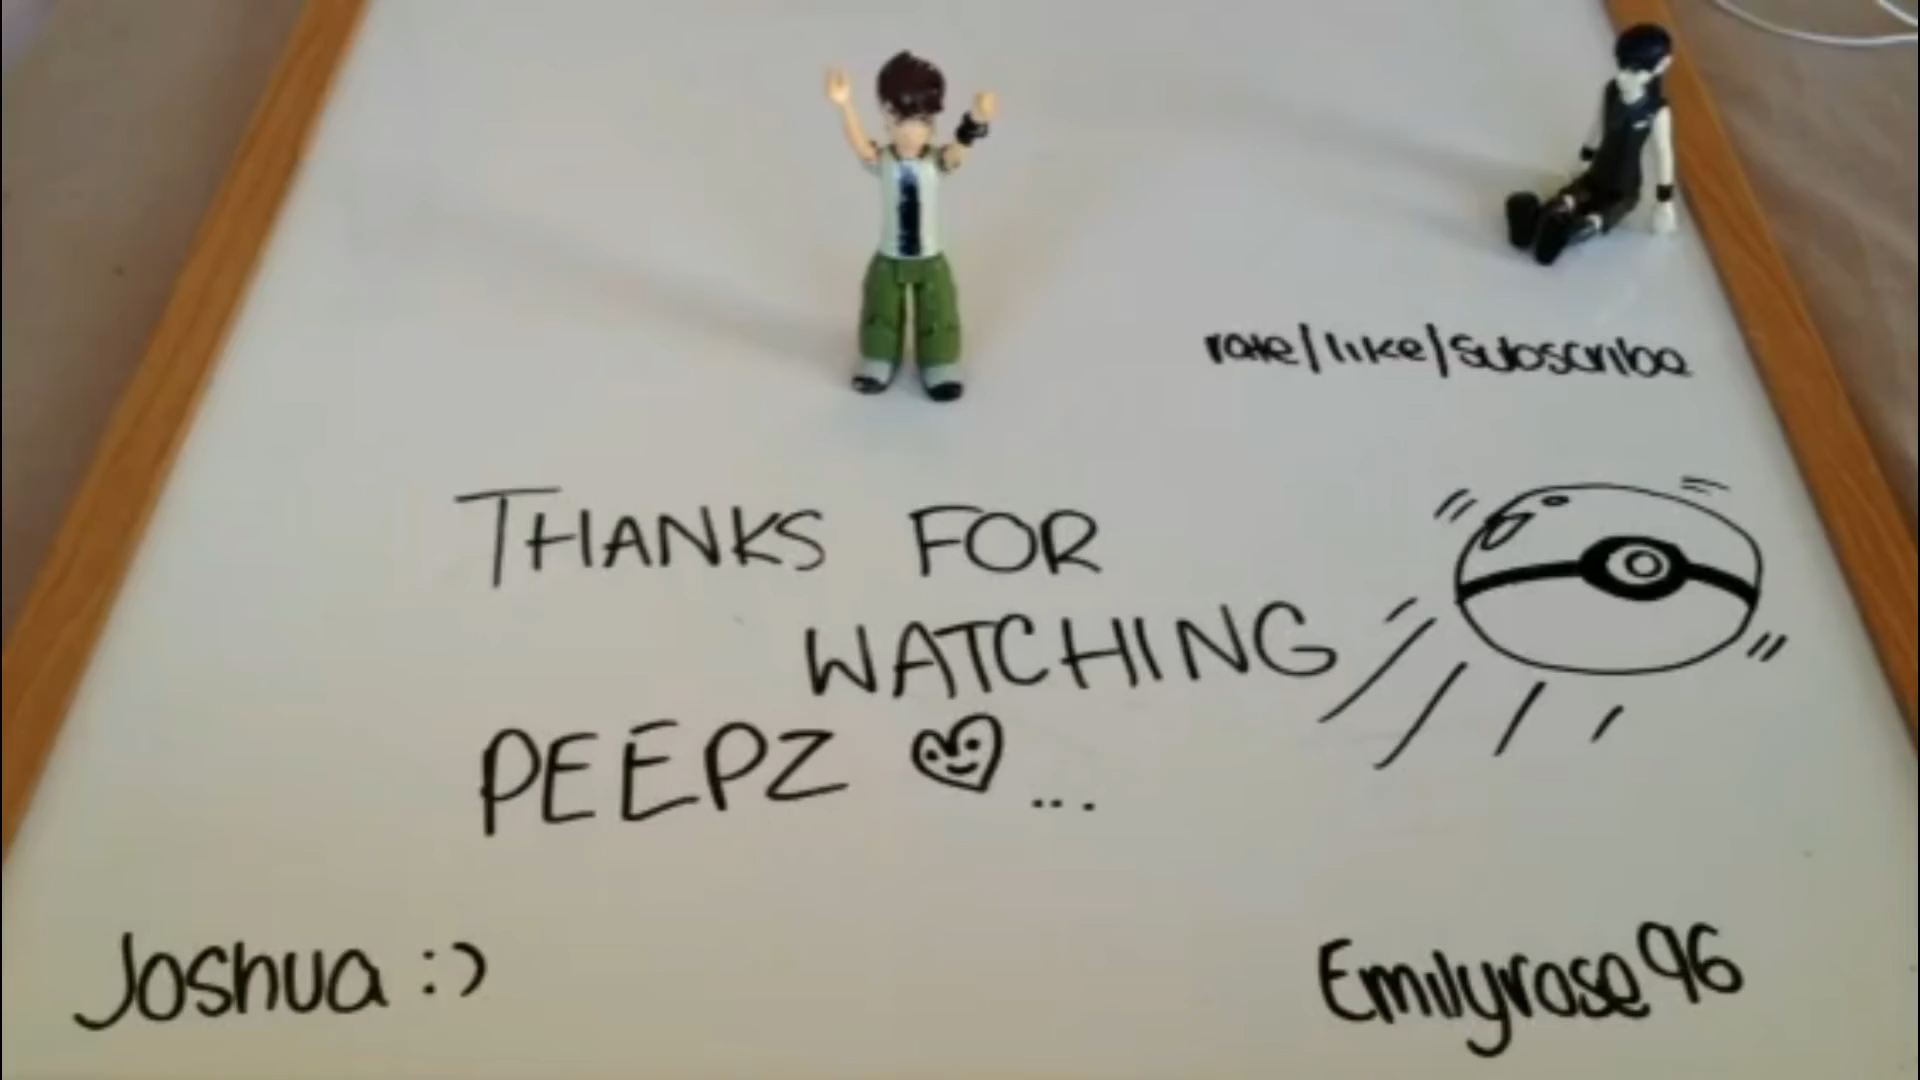 rate/like/subscribe
THANKS FOR
WATCHING
PEEPZ ...
Joshua :)
Emilyrose96